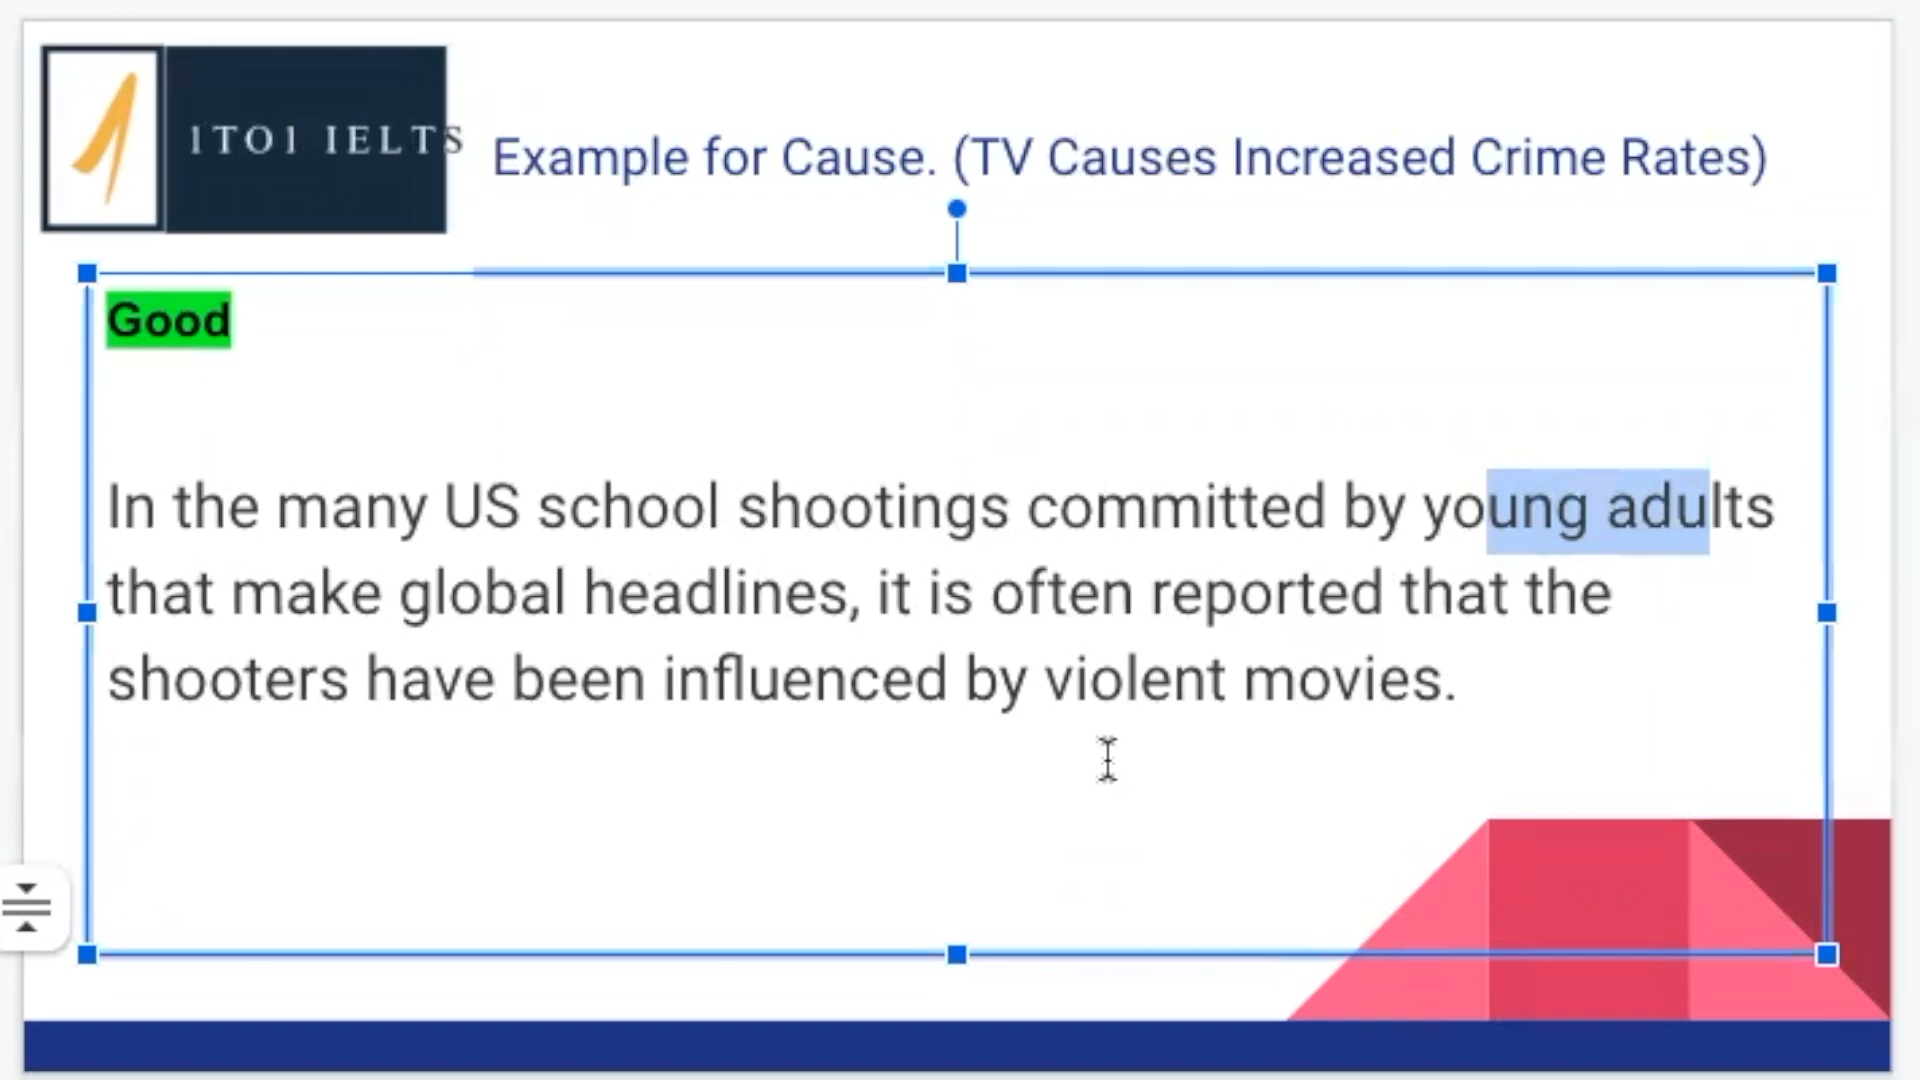 1TO1 IELTS
Example for Cause. (TV Causes Increased Crime Rates)
Good
In the many US school shootings committed by young adults
that make global headlines, it is often reported that the
shooters have been influenced by violent movies.